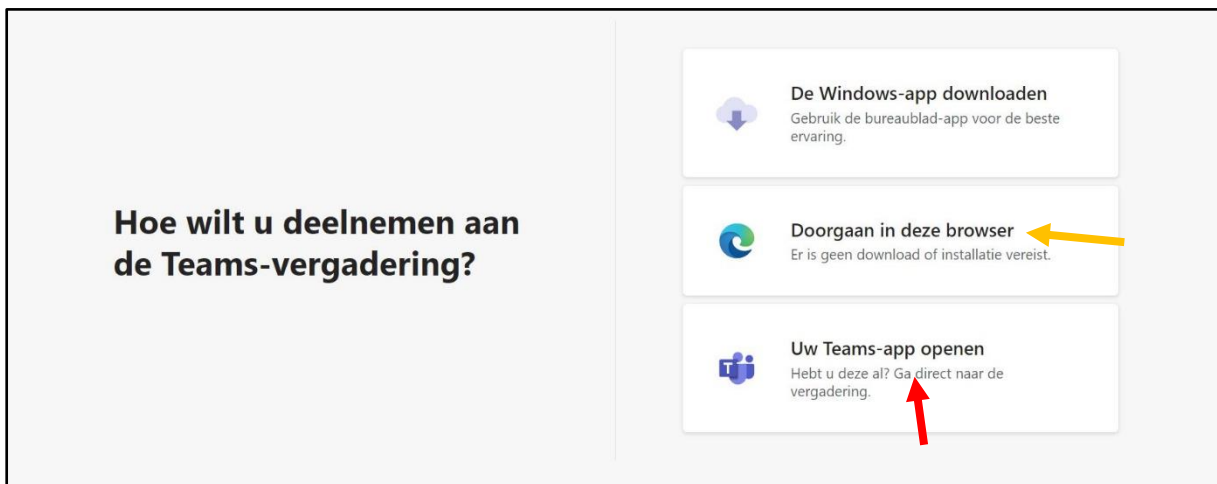 Hoe wilt u deelnemen aan
de Teams-vergadering?
De Windows-app downloaden
Gebruik de bureaublad-app voor de beste
ervaring.
Doorgaan in deze browser
Er is geen download of installatie vereist.
Uw Teams-app openen
Hebt u deze al? Ga direct naar de
vergadering.